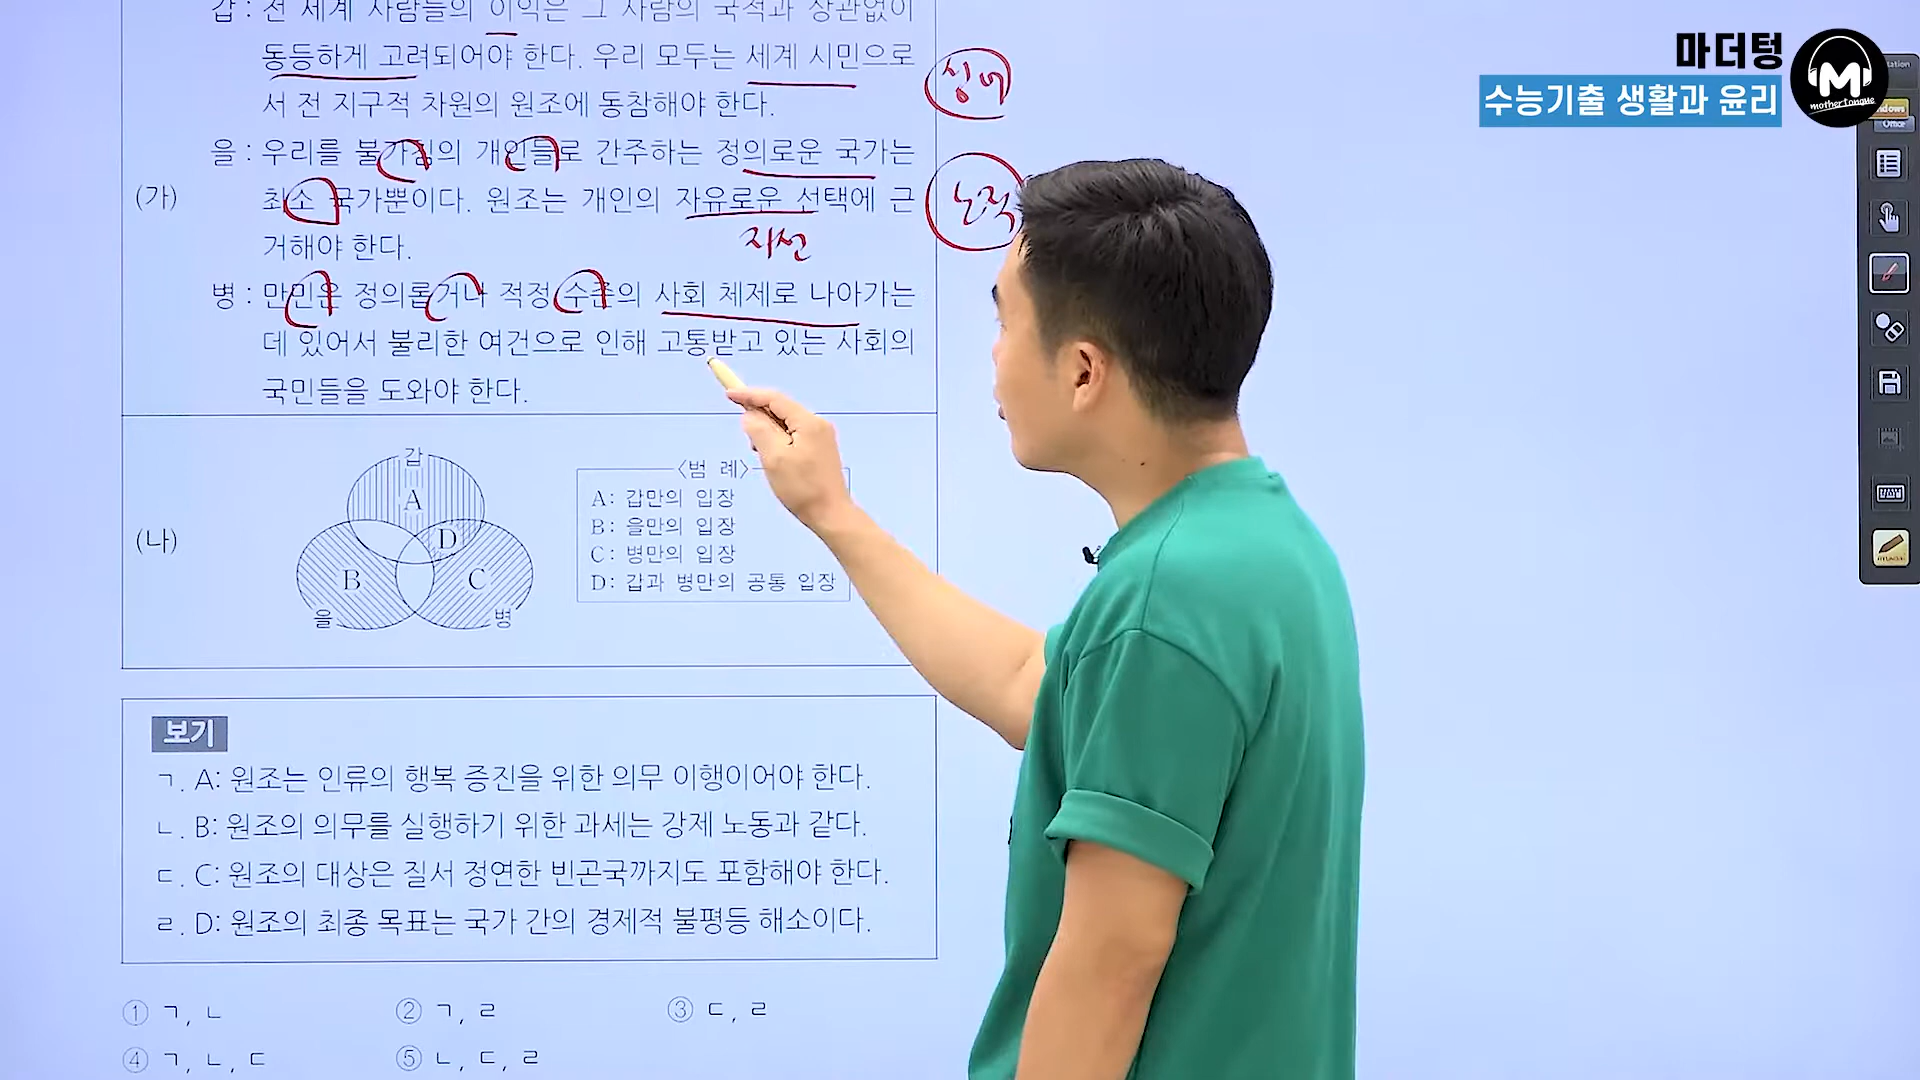 갑 : 전 세계 사람들의 이익은 그 사람의 국적과 상관없이
동등하게 고려되어야 한다. 우리 모두는 세계 시민으로
서 전 지구적 차원의 원조에 동참해야 한다.
싱어
을 : 우리를 불가침의 개인들로 간주하는 정의로운 국가는
(가)
최소 국가뿐이다. 원조는 개인의 자유로운 선택에 근
노직
거해야 한다.
자선
병 : 만민은 정의롭거나 적정 수준의 사회 체제로 나아가는
데 있어서 불리한 여건으로 인해 고통받고 있는 사회의
국민들을 도와야 한다.
(나)
갑
A
D
B
C
을
병
<범 례>
A: 갑만의 입장
B: 을만의 입장
C: 병만의 입장
D: 갑과 병만의 공통 입장
보기
ㄱ. A: 원조는 인류의 행복 증진을 위한 의무 이행이어야 한다.
ㄴ. B: 원조의 의무를 실행하기 위한 과세는 강제 노동과 같다.
ㄷ. C: 원조의 대상은 질서 정연한 빈곤국까지도 포함해야 한다.
ㄹ. D: 원조의 최종 목표는 국가 간의 경제적 불평등 해소이다.
① ㄱ, ㄴ
② ㄱ, ㄹ
③ ㄷ, ㄹ
④ ㄱ, ㄴ, ㄷ
⑤ ㄴ, ㄷ, ㄹ
마더텅
수능기출 생활과 윤리
M
mothertongue